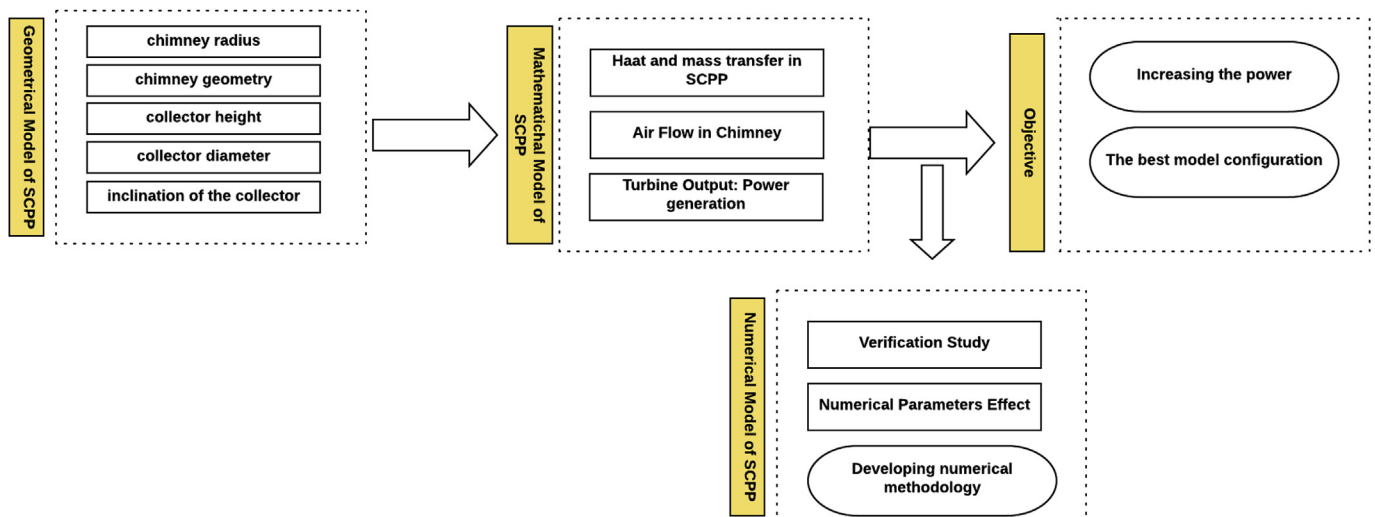 Geometrical Model of SCPP
chimney radius
chimney geometry
collector height
collector diameter
inclination of the collector
Mathematichal Model of
SCPP
Haat and mass transfer in
SCPP
Air Flow in Chimney
Turbine Output: Power
generation
Objective
Increasing the power
The best model configuration
Numerical Model of SCPP
Verification Study
Numerical Parameters Effect
Developing numerical
methodology